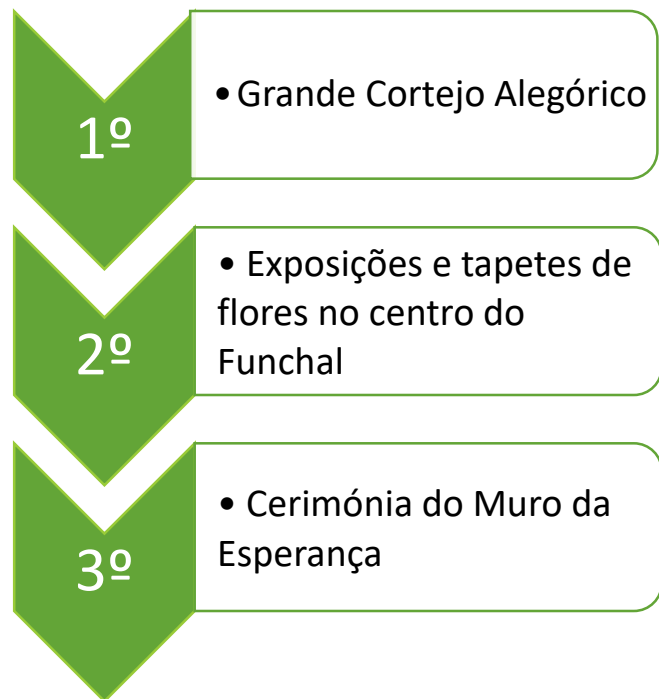 1º
• Grande Cortejo Alegórico
2º
• Exposições e tapetes de
flores no centro do
Funchal
3º
• Cerimónia do Muro da
Esperança